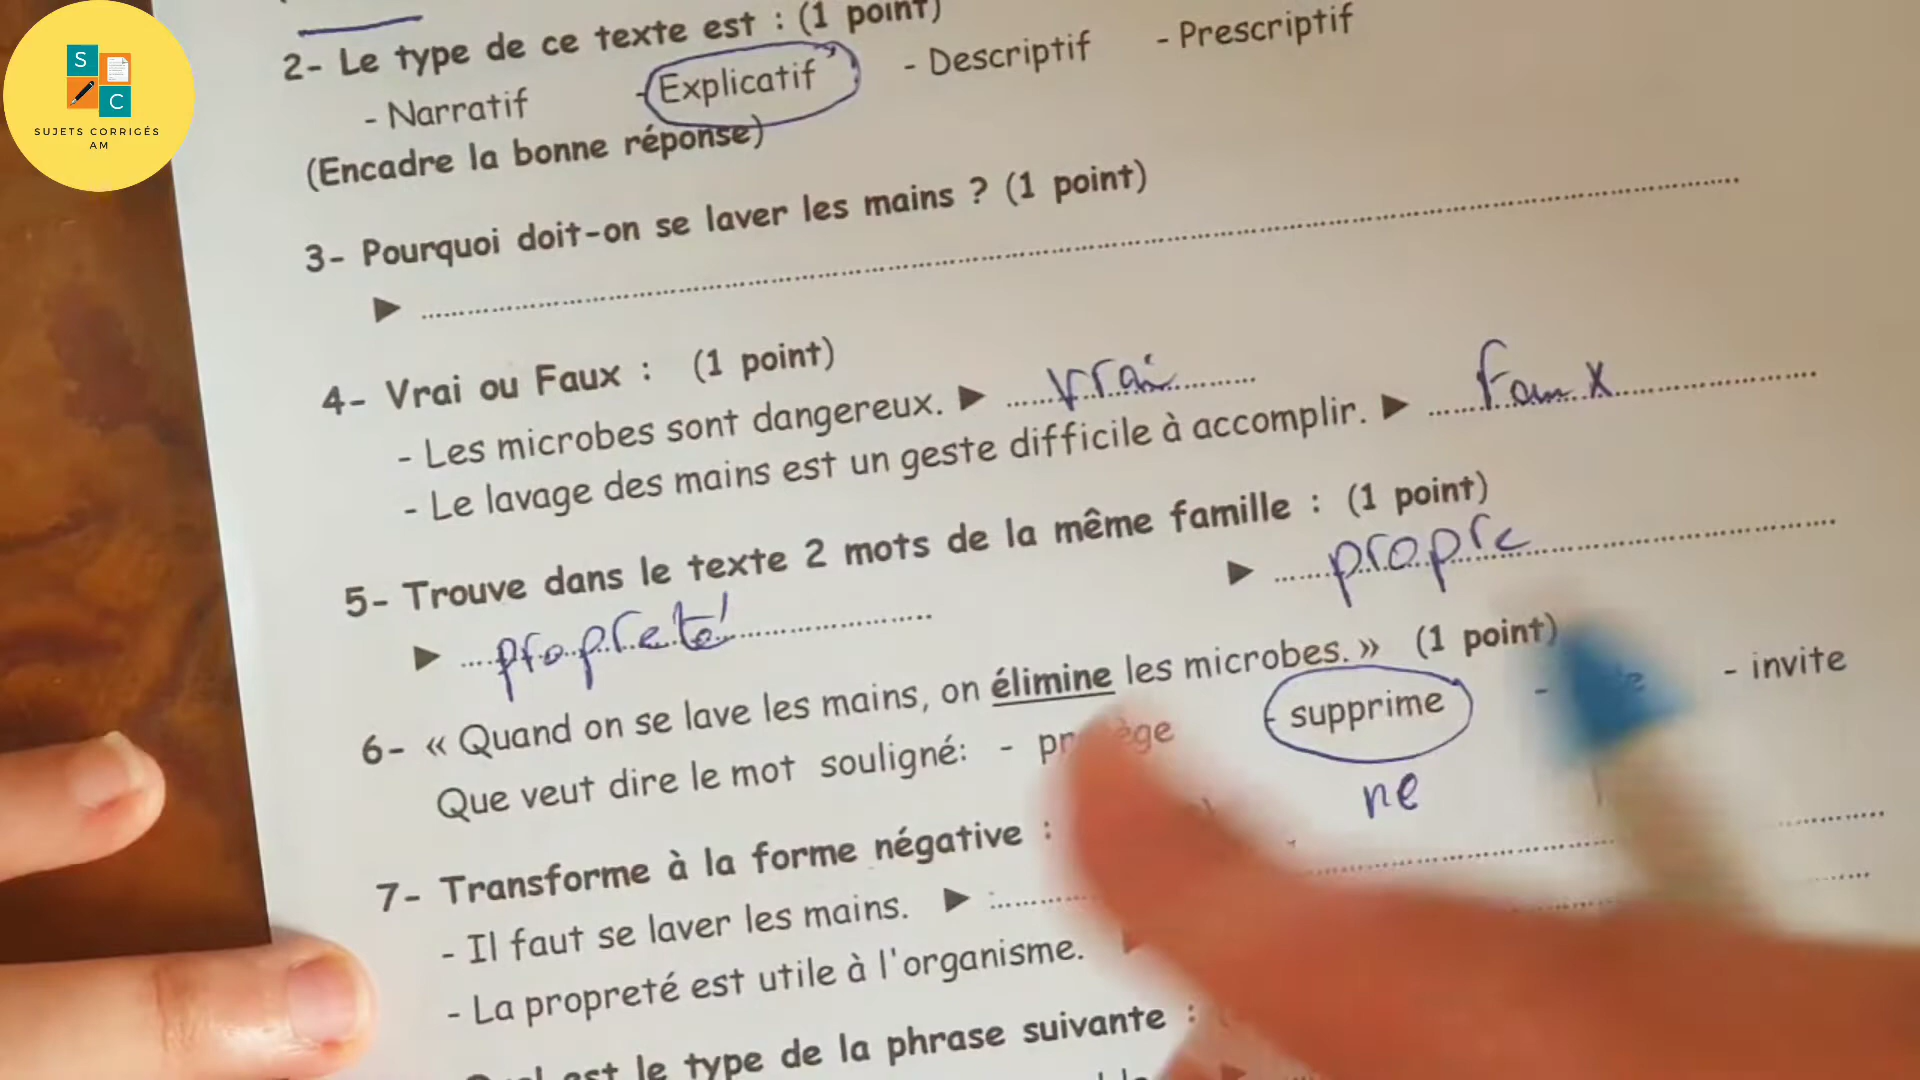 S
C
SUJETS CORRIGÉS
AM
2- Le type de ce texte est : (1 point)
- Narratif - Explicatif - Descriptif - Prescriptif
(Encadre la bonne réponse)
3- Pourquoi doit-on se laver les mains ? (1 point)
4- Vrai ou Faux : (1 point)
- Les microbes sont dangereux. ► Vrai
- Le lavage des mains est un geste difficile à accomplir. ► Faux
5- Trouve dans le texte 2 mots de la même famille : (1 point)
► propreté ► propre
6- « Quand on se lave les mains, on élimine les microbes. » (1 point)
Que veut dire le mot souligné: - - supprime - - invite
ne
7- Transforme à la forme négative :
- Il faut se laver les mains. ►
- La propreté est utile à l'organisme.
est le type de la phrase suivante :